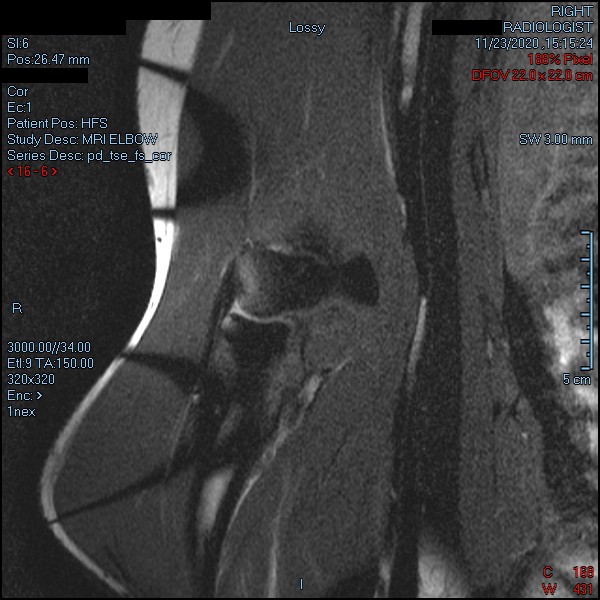 RIGHT
Lossy
RADIOLOGIST
SI:6
11/23/2020 ,15:15:24
Pos:26.47 mm
188% Pixel
DFOV 22.0 x 22.0 cm
Cor
Ec:1
Patient Pos: HFS
Study Desc: MRI ELBOW
SW 3.00 mm
Series Desc: pd_tse_fs_cor
< 16 - 6 >
R
3000.00//34.00
Etl:9 TA:150.00
320x320
5 cm
Enc: >
1nex
I
C 169
W 431